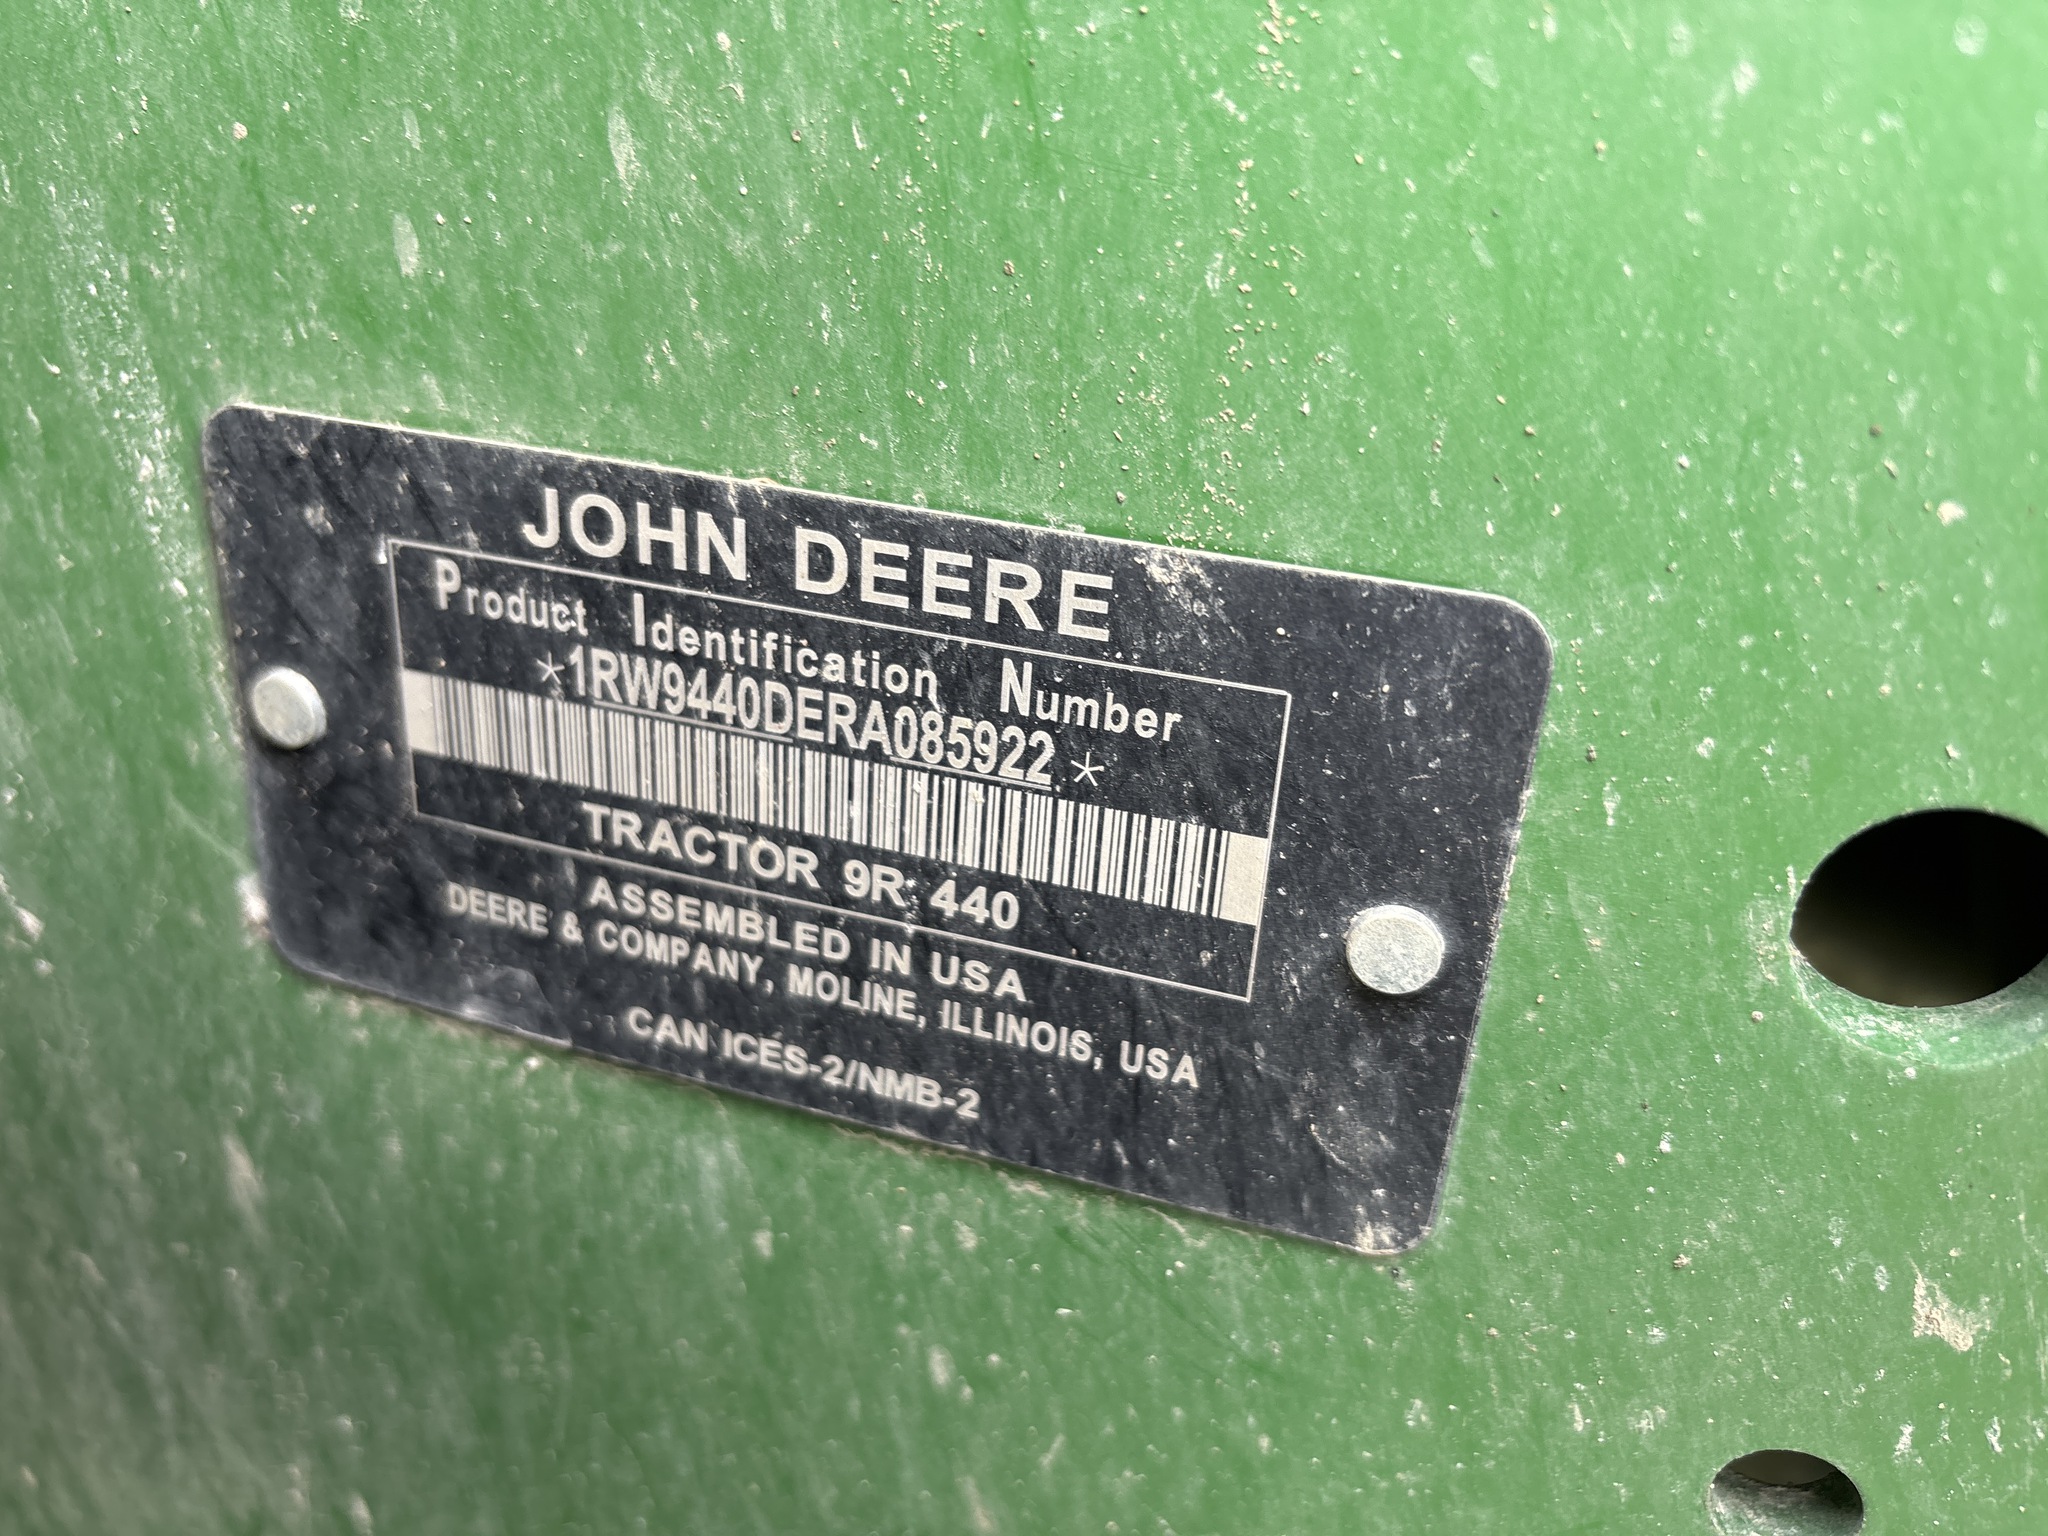 JOHN DEERE
Product Identification Number
*1RW9440DERA085922*
TRACTOR 9R 440
ASSEMBLED IN USA
DEERE & COMPANY, MOLINE, ILLINOIS, USA
CAN ICES-2/NMB-2